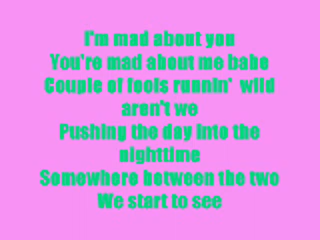 I'm mad about you
You're mad about me babe
Couple of fools runnin' wild
aren't we
Pushing the day into the
nighttime
Somewhere between the two
We start to see